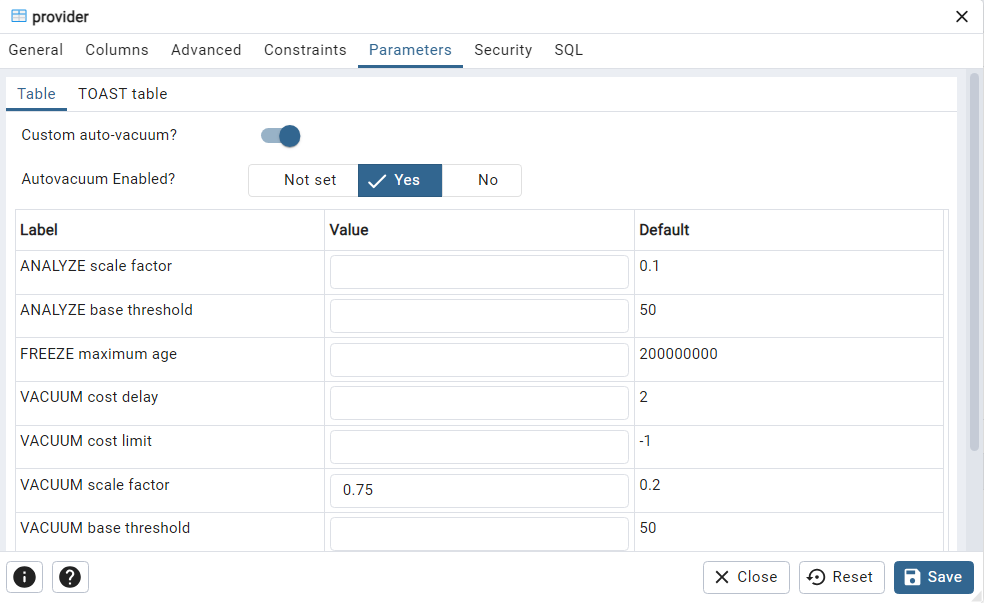 provider
General Columns Advanced Constraints Parameters Security SQL
Table TOAST table
Custom auto-vacuum?
Autovacuum Enabled? Not set Yes No
Label Value Default
ANALYZE scale factor 0.1
ANALYZE base threshold 50
FREEZE maximum age 200000000
VACUUM cost delay 2
VACUUM cost limit -1
VACUUM scale factor 0.75 0.2
VACUUM base threshold 50
Close Reset Save